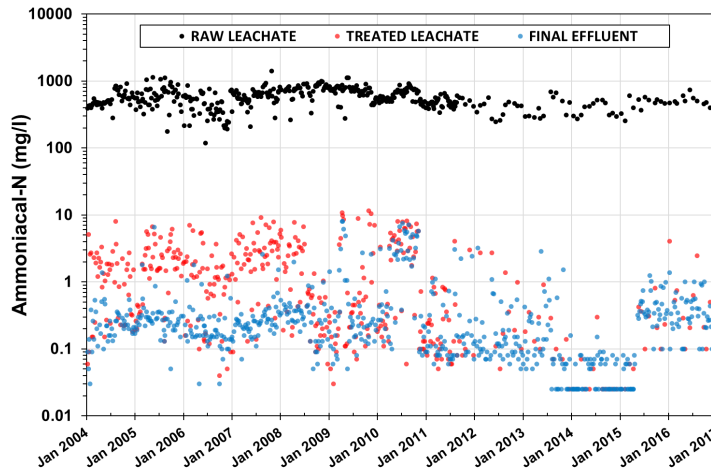 10000
RAW LEACHATE TREATED LEACHATE FINAL EFFLUENT
1000
100
10
1
0.1
0.01
Ammoniacal-N (mg/l)
Jan 2004 Jan 2005 Jan 2006 Jan 2007 Jan 2008 Jan 2009 Jan 2010 Jan 2011 Jan 2012 Jan 2013 Jan 2014 Jan 2015 Jan 2016 Jan 2017